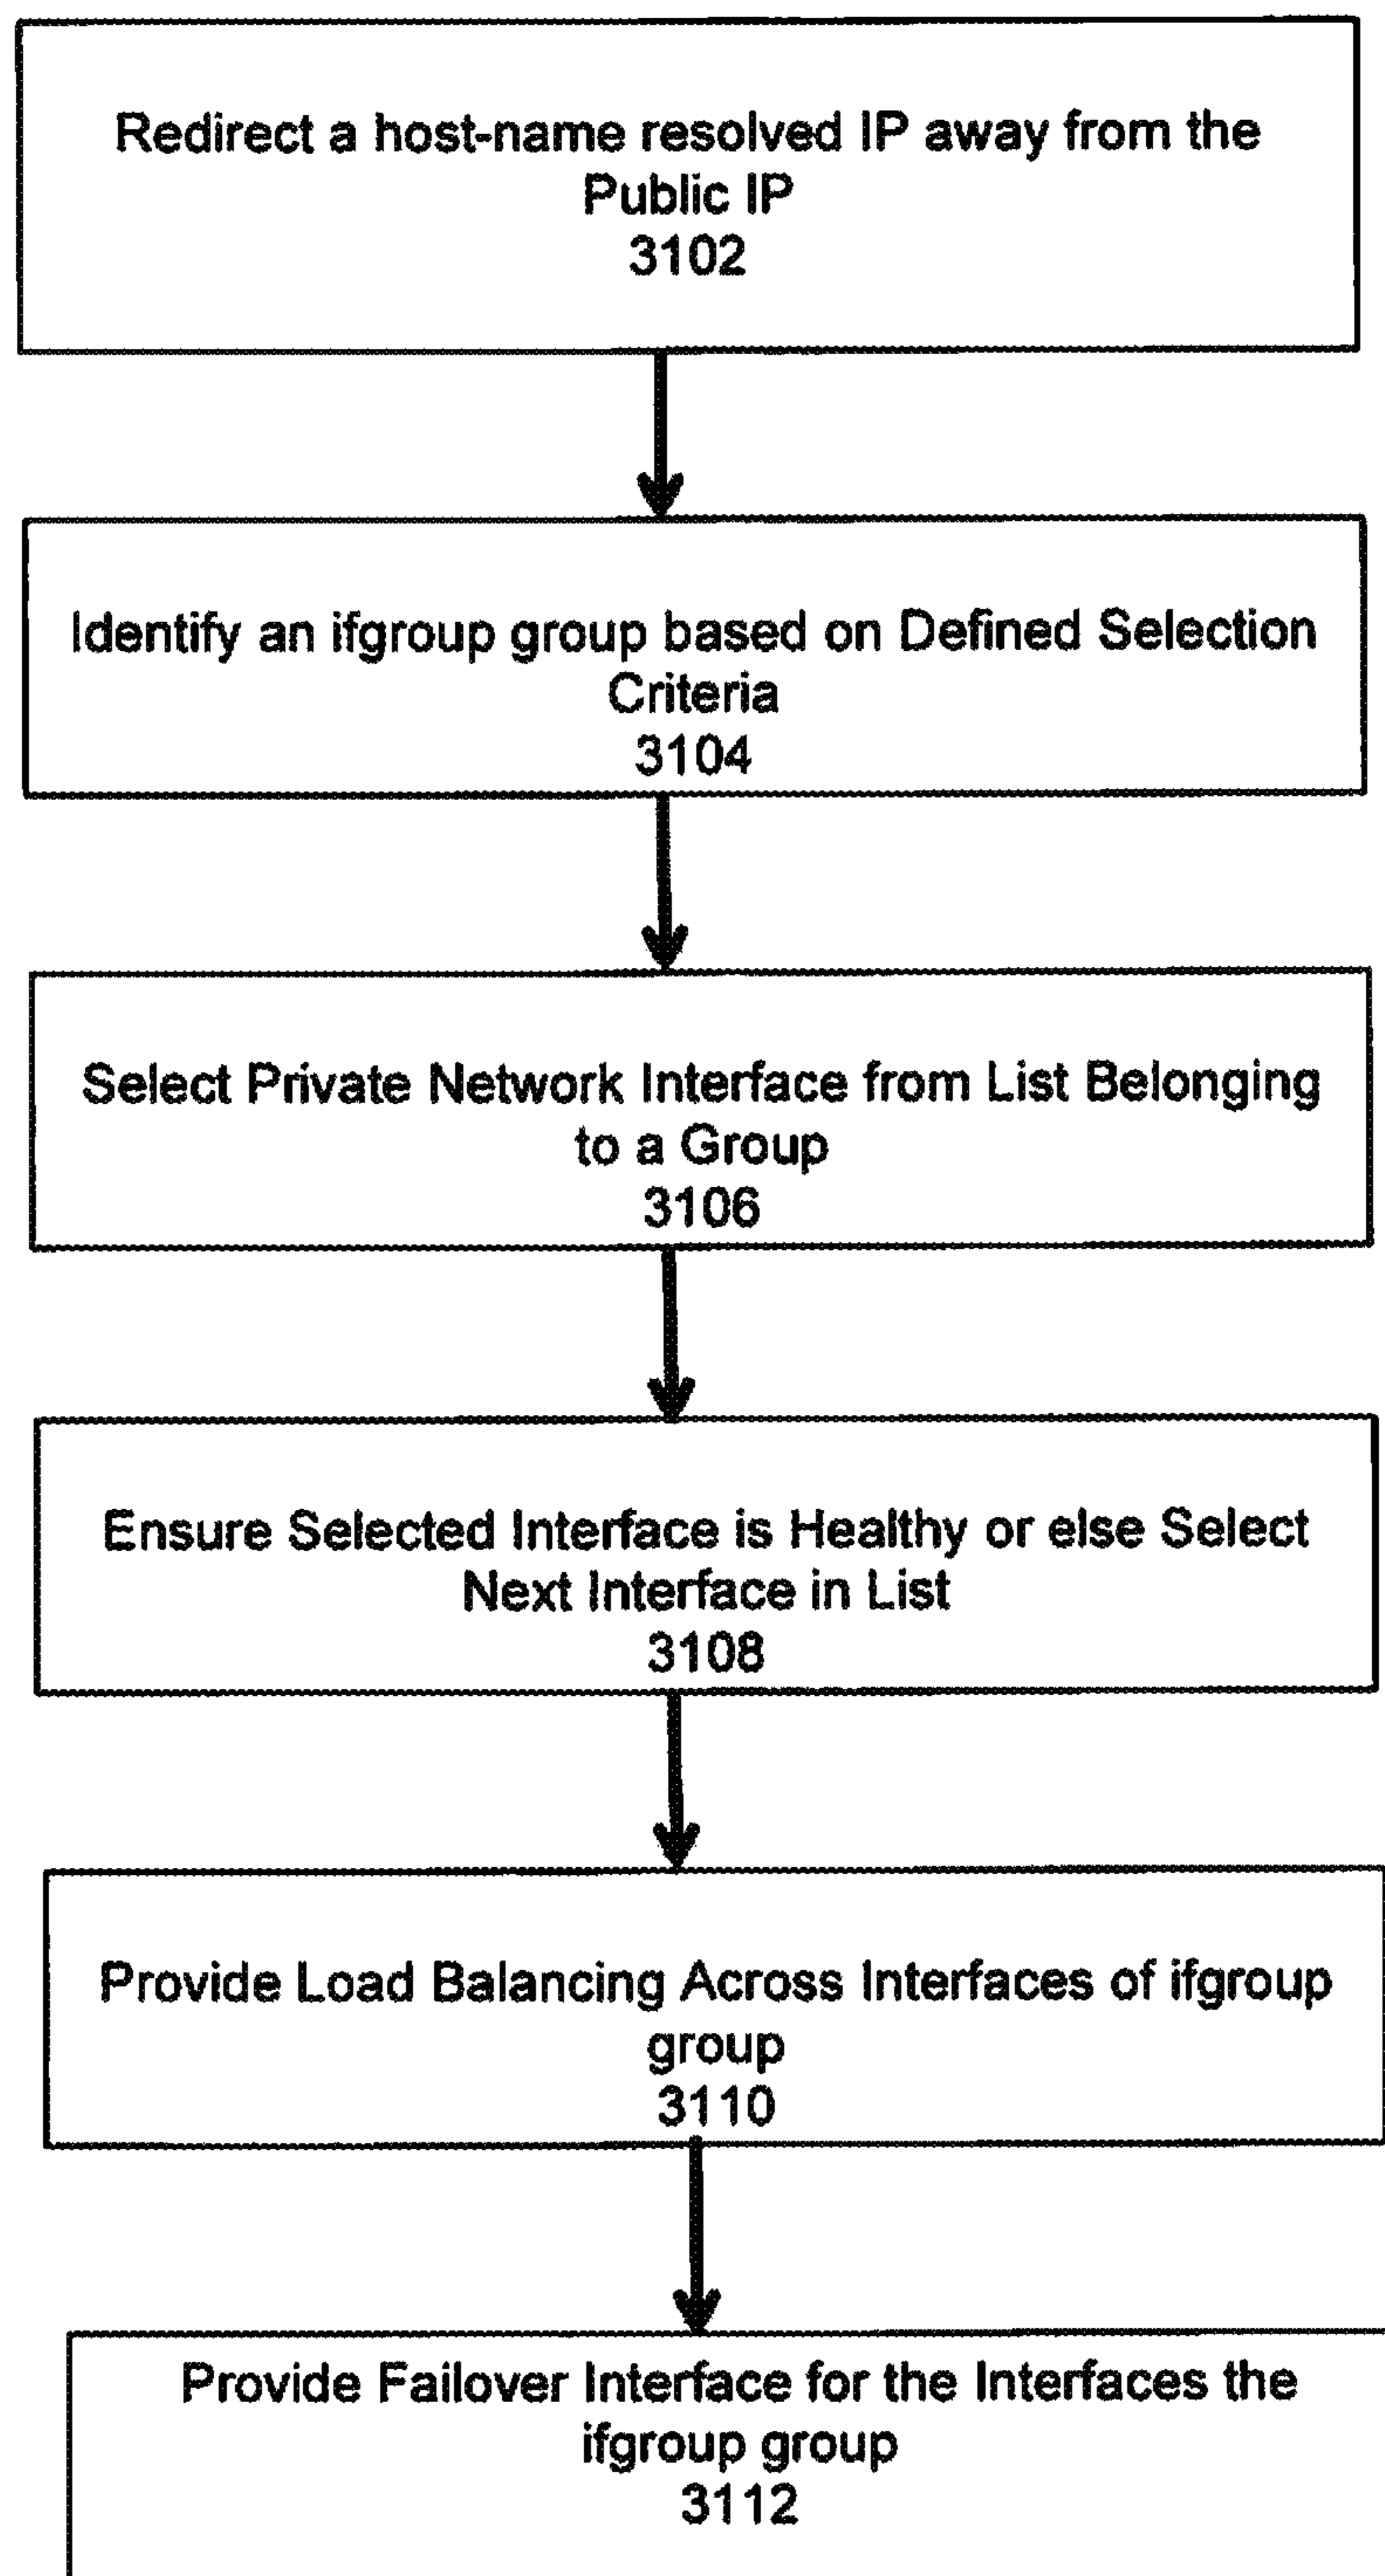 Redirect a host-name resolved IP away from the
Public IP
3102
Identify an ifgroup group based on Defined Selection
Criteria
3104
Select Private Network Interface from List Belonging
to a Group
3106
Ensure Selected Interface is Healthy or else Select
Next Interface in List
3108
Provide Load Balancing Across Interfaces of ifgroup
group
3110
Provide Failover Interface for the Interfaces the
ifgroup group
3112